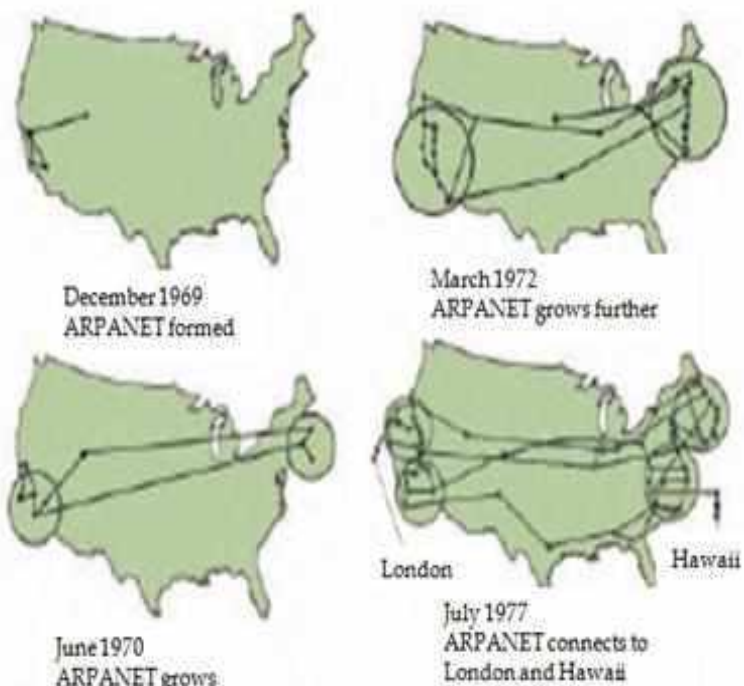 December 1969
ARPANET formed
March 1972
ARPANET grows further
London
Hawaii
June 1970
ARPANET grows
July 1977
ARPANET connects to
London and Hawaii